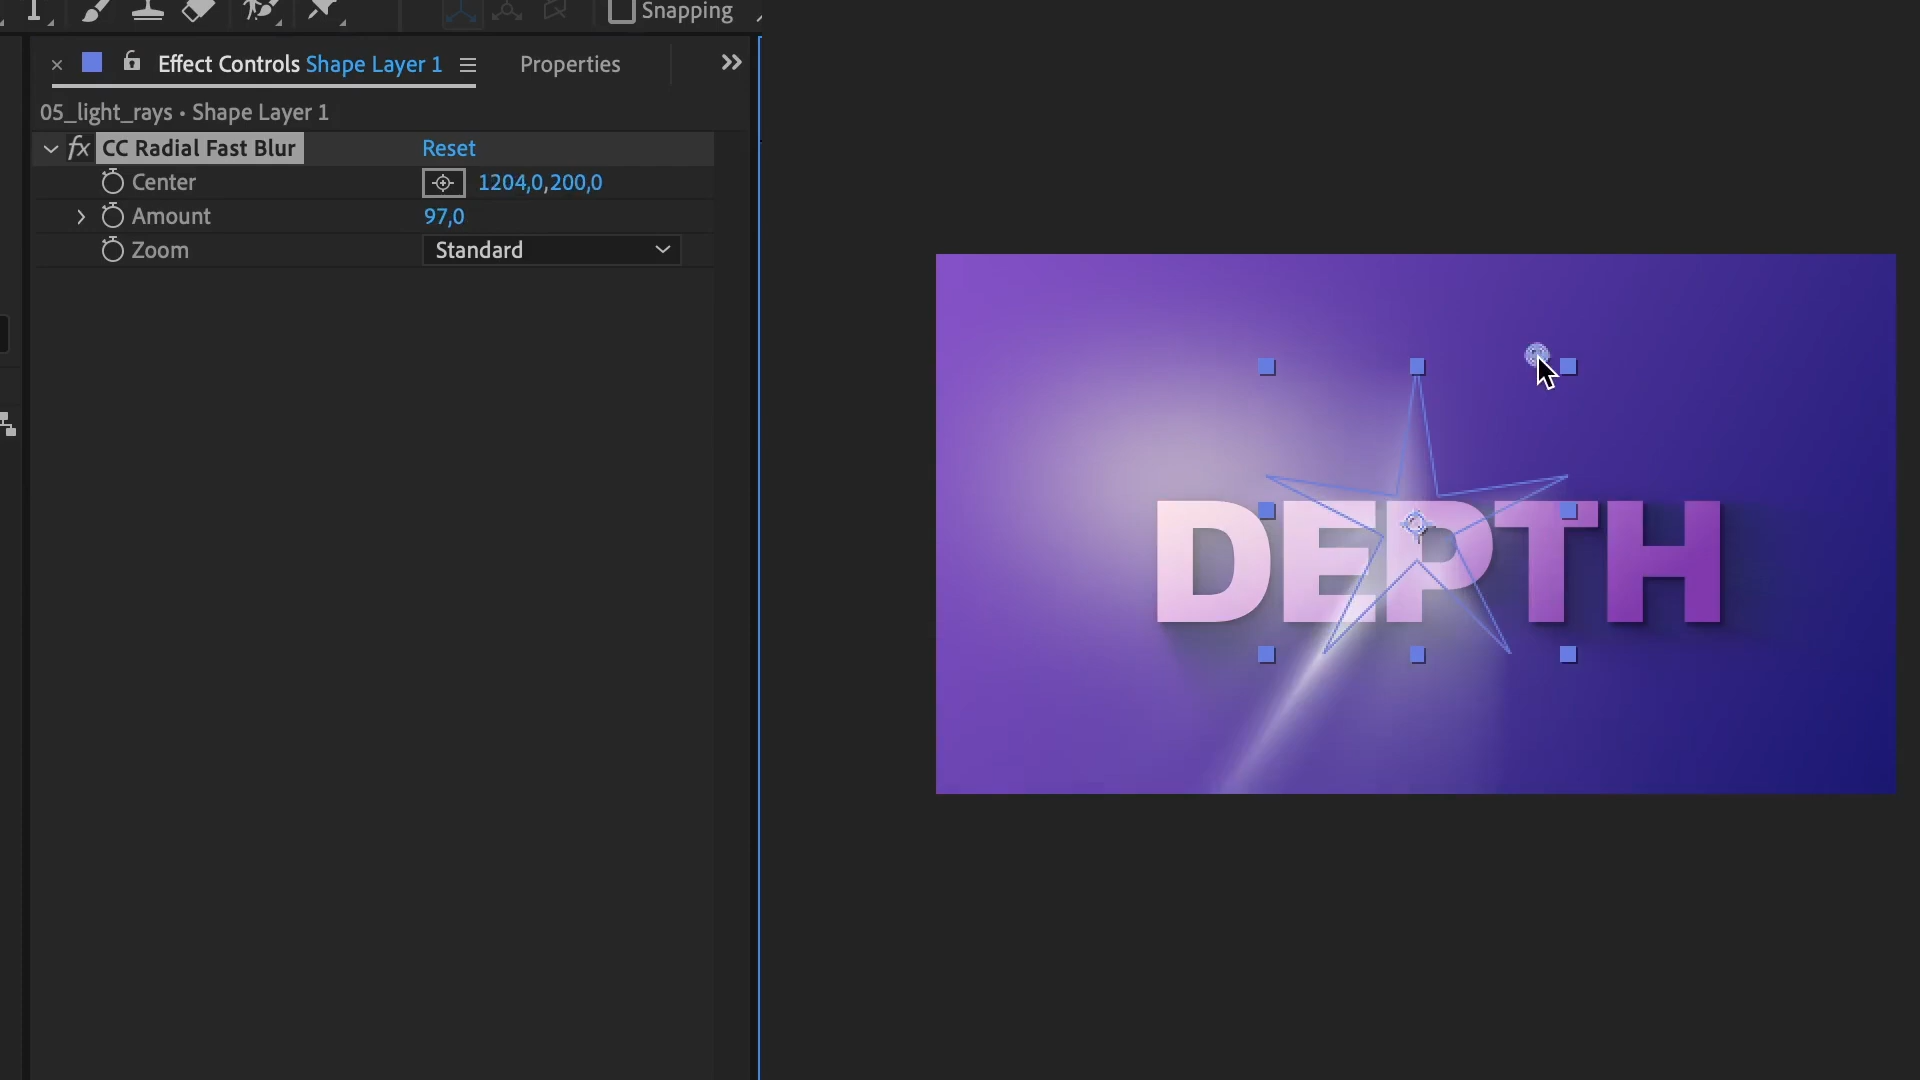 Snapping
Effect Controls Shape Layer 1
Properties
05_light_rays • Shape Layer 1
fx CC Radial Fast Blur Reset
Center 1204,0,200,0
Amount 97,0
Zoom Standard
DEPTH